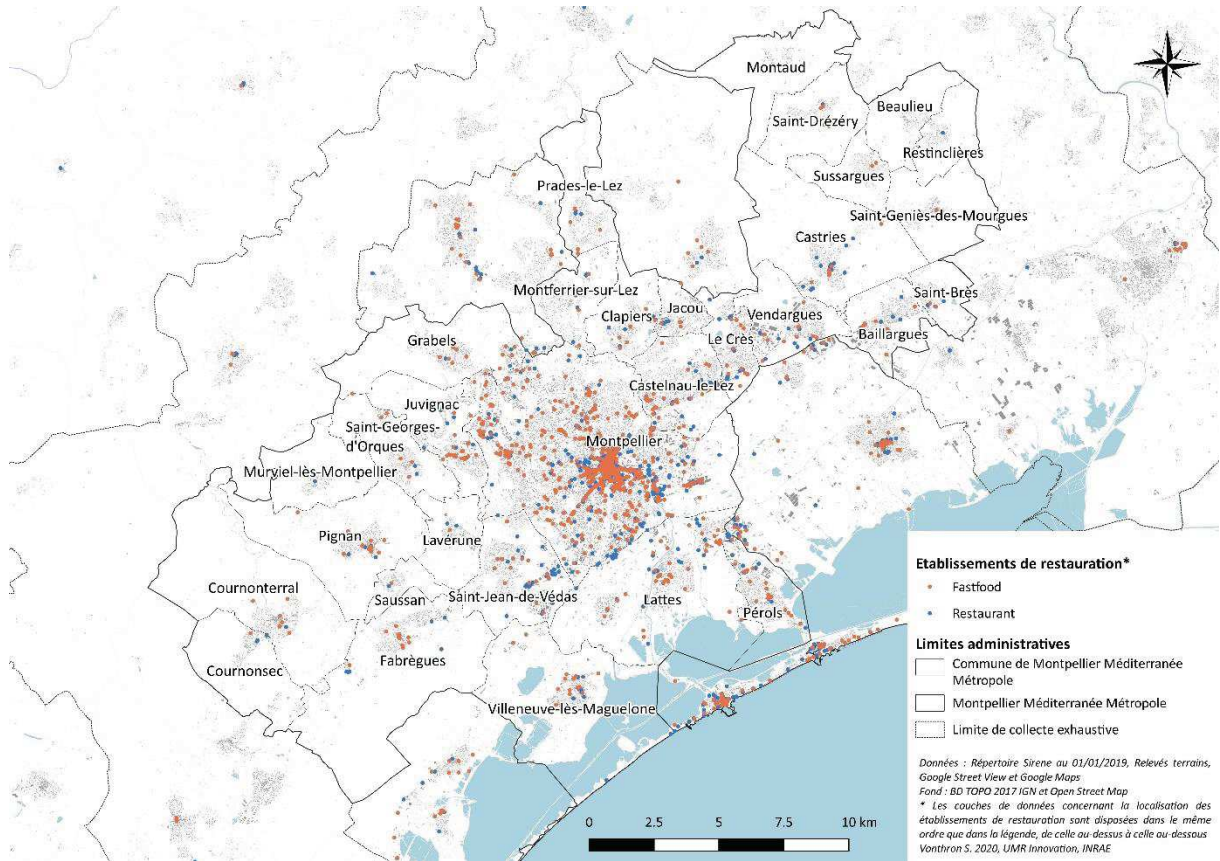 Montaud
Beaulieu
Saint-Drézéry
Restinclières
Sussargues
Prades-le-Lez
Saint-Geniès-des-Mourgues
Castries
Montferrier-sur-Lez
Saint-Brès
Jacou
Clapiers
Vendargues
Baillargues
Le Crès
Grabels
Castelnau-le-Lez
Juvignac
Saint-Georges-
d'Orques
Montpellier
Murviel-lès-Montpellier
Pignan
Lavérune
Cournonterral
Saussan
Saint-Jean-de-Védas
Lattes
Pérols
Cournonsec
Fabrègues
Villeneuve-lès-Maguelone
Etablissements de restauration*
Fastfood
Restaurant
Limites administratives
Commune de Montpellier Méditerranée
Métropole
Montpellier Méditerranée Métropole
Limite de collecte exhaustive
Données : Répertoire Sirene au 01/01/2019, Relevés terrains,
Google Street View et Google Maps
Fond : BD TOPO 2017 IGN et Open Street Map
* Les couches de données concernant la localisation des
établissements de restauration sont disposées dans le même
ordre que dans la légende, de celle au-dessus à celle au-dessous
Vonthron S. 2020, UMR Innovation, INRAE
0 2.5 5 7.5 10 km